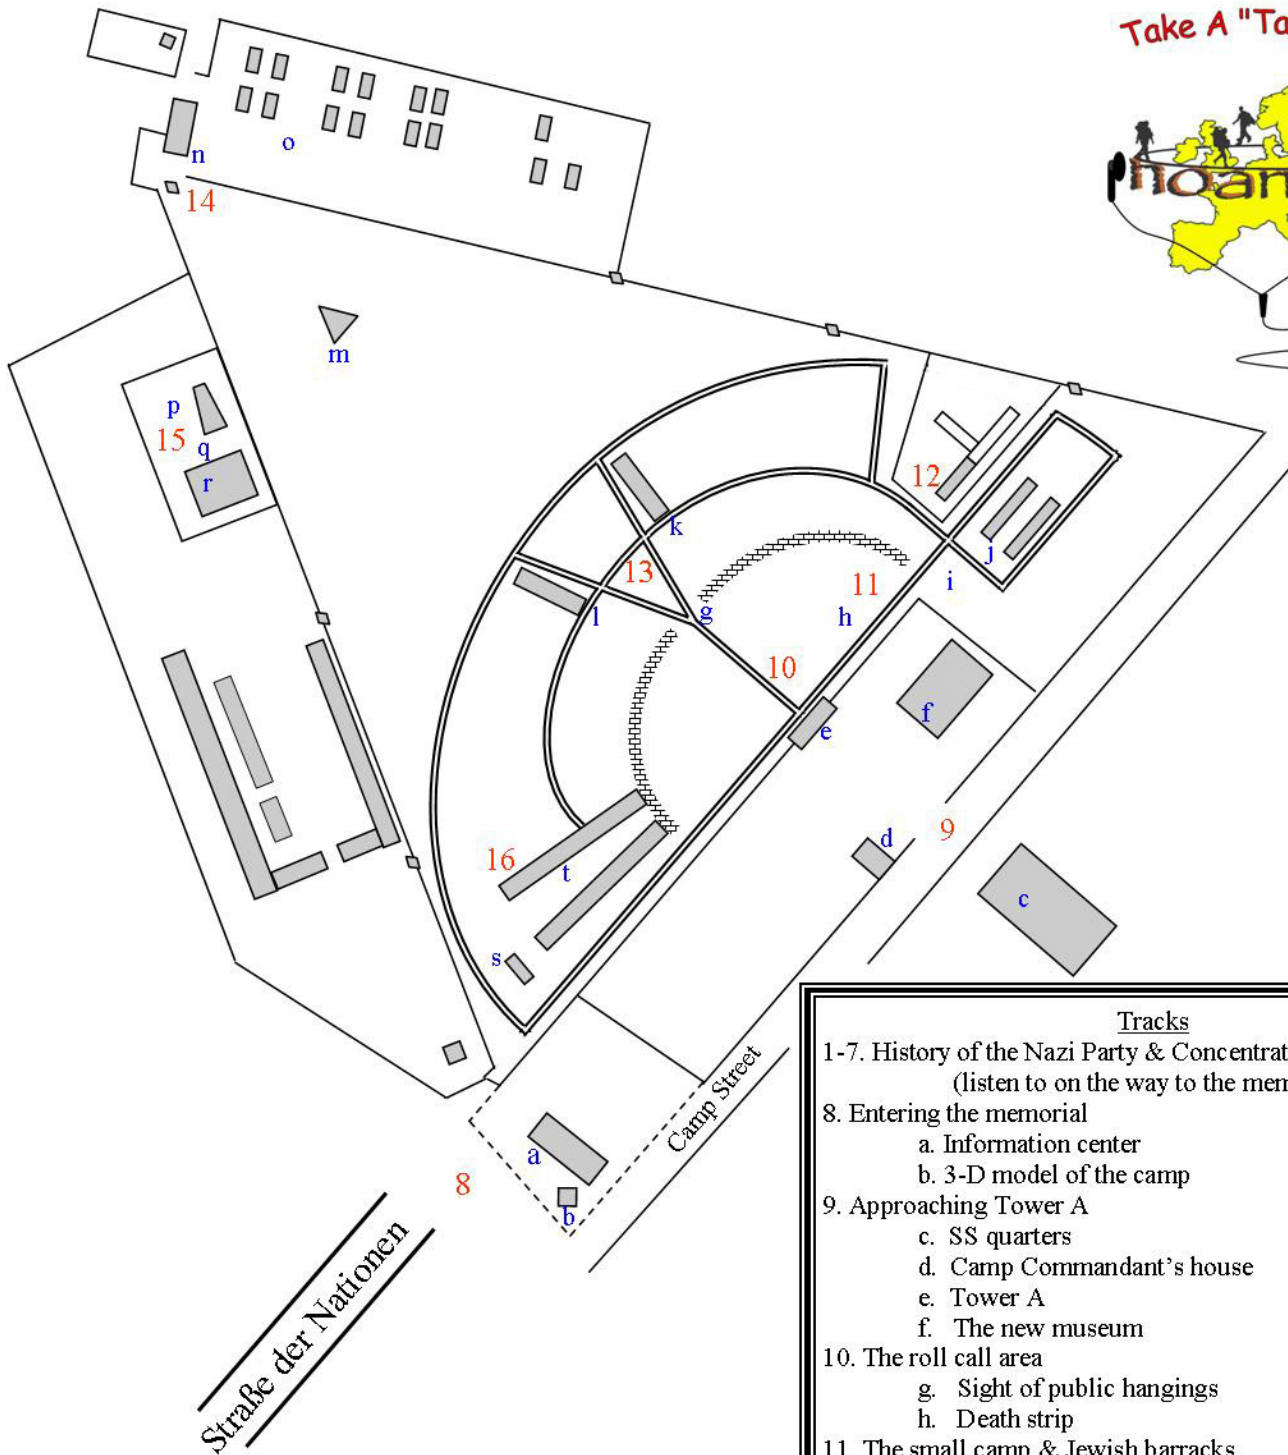 Take A "Ta
n
o
14
m
p
15
q
r
12
k
j
13
11
i
l
g
h
10
f
e
d
9
16
t
c
s
Camp Street
a
8
b
Straße der Nationen
Tracks
1-7. History of the Nazi Party & Concentrat
(listen to on the way to the mem
8. Entering the memorial
a. Information center
b. 3-D model of the camp
9. Approaching Tower A
c. SS quarters
d. Camp Commandant's house
e. Tower A
f. The new museum
10. The roll call area
g. Sight of public hangings
h. Death strip
11. The small camp & Jewish barracks